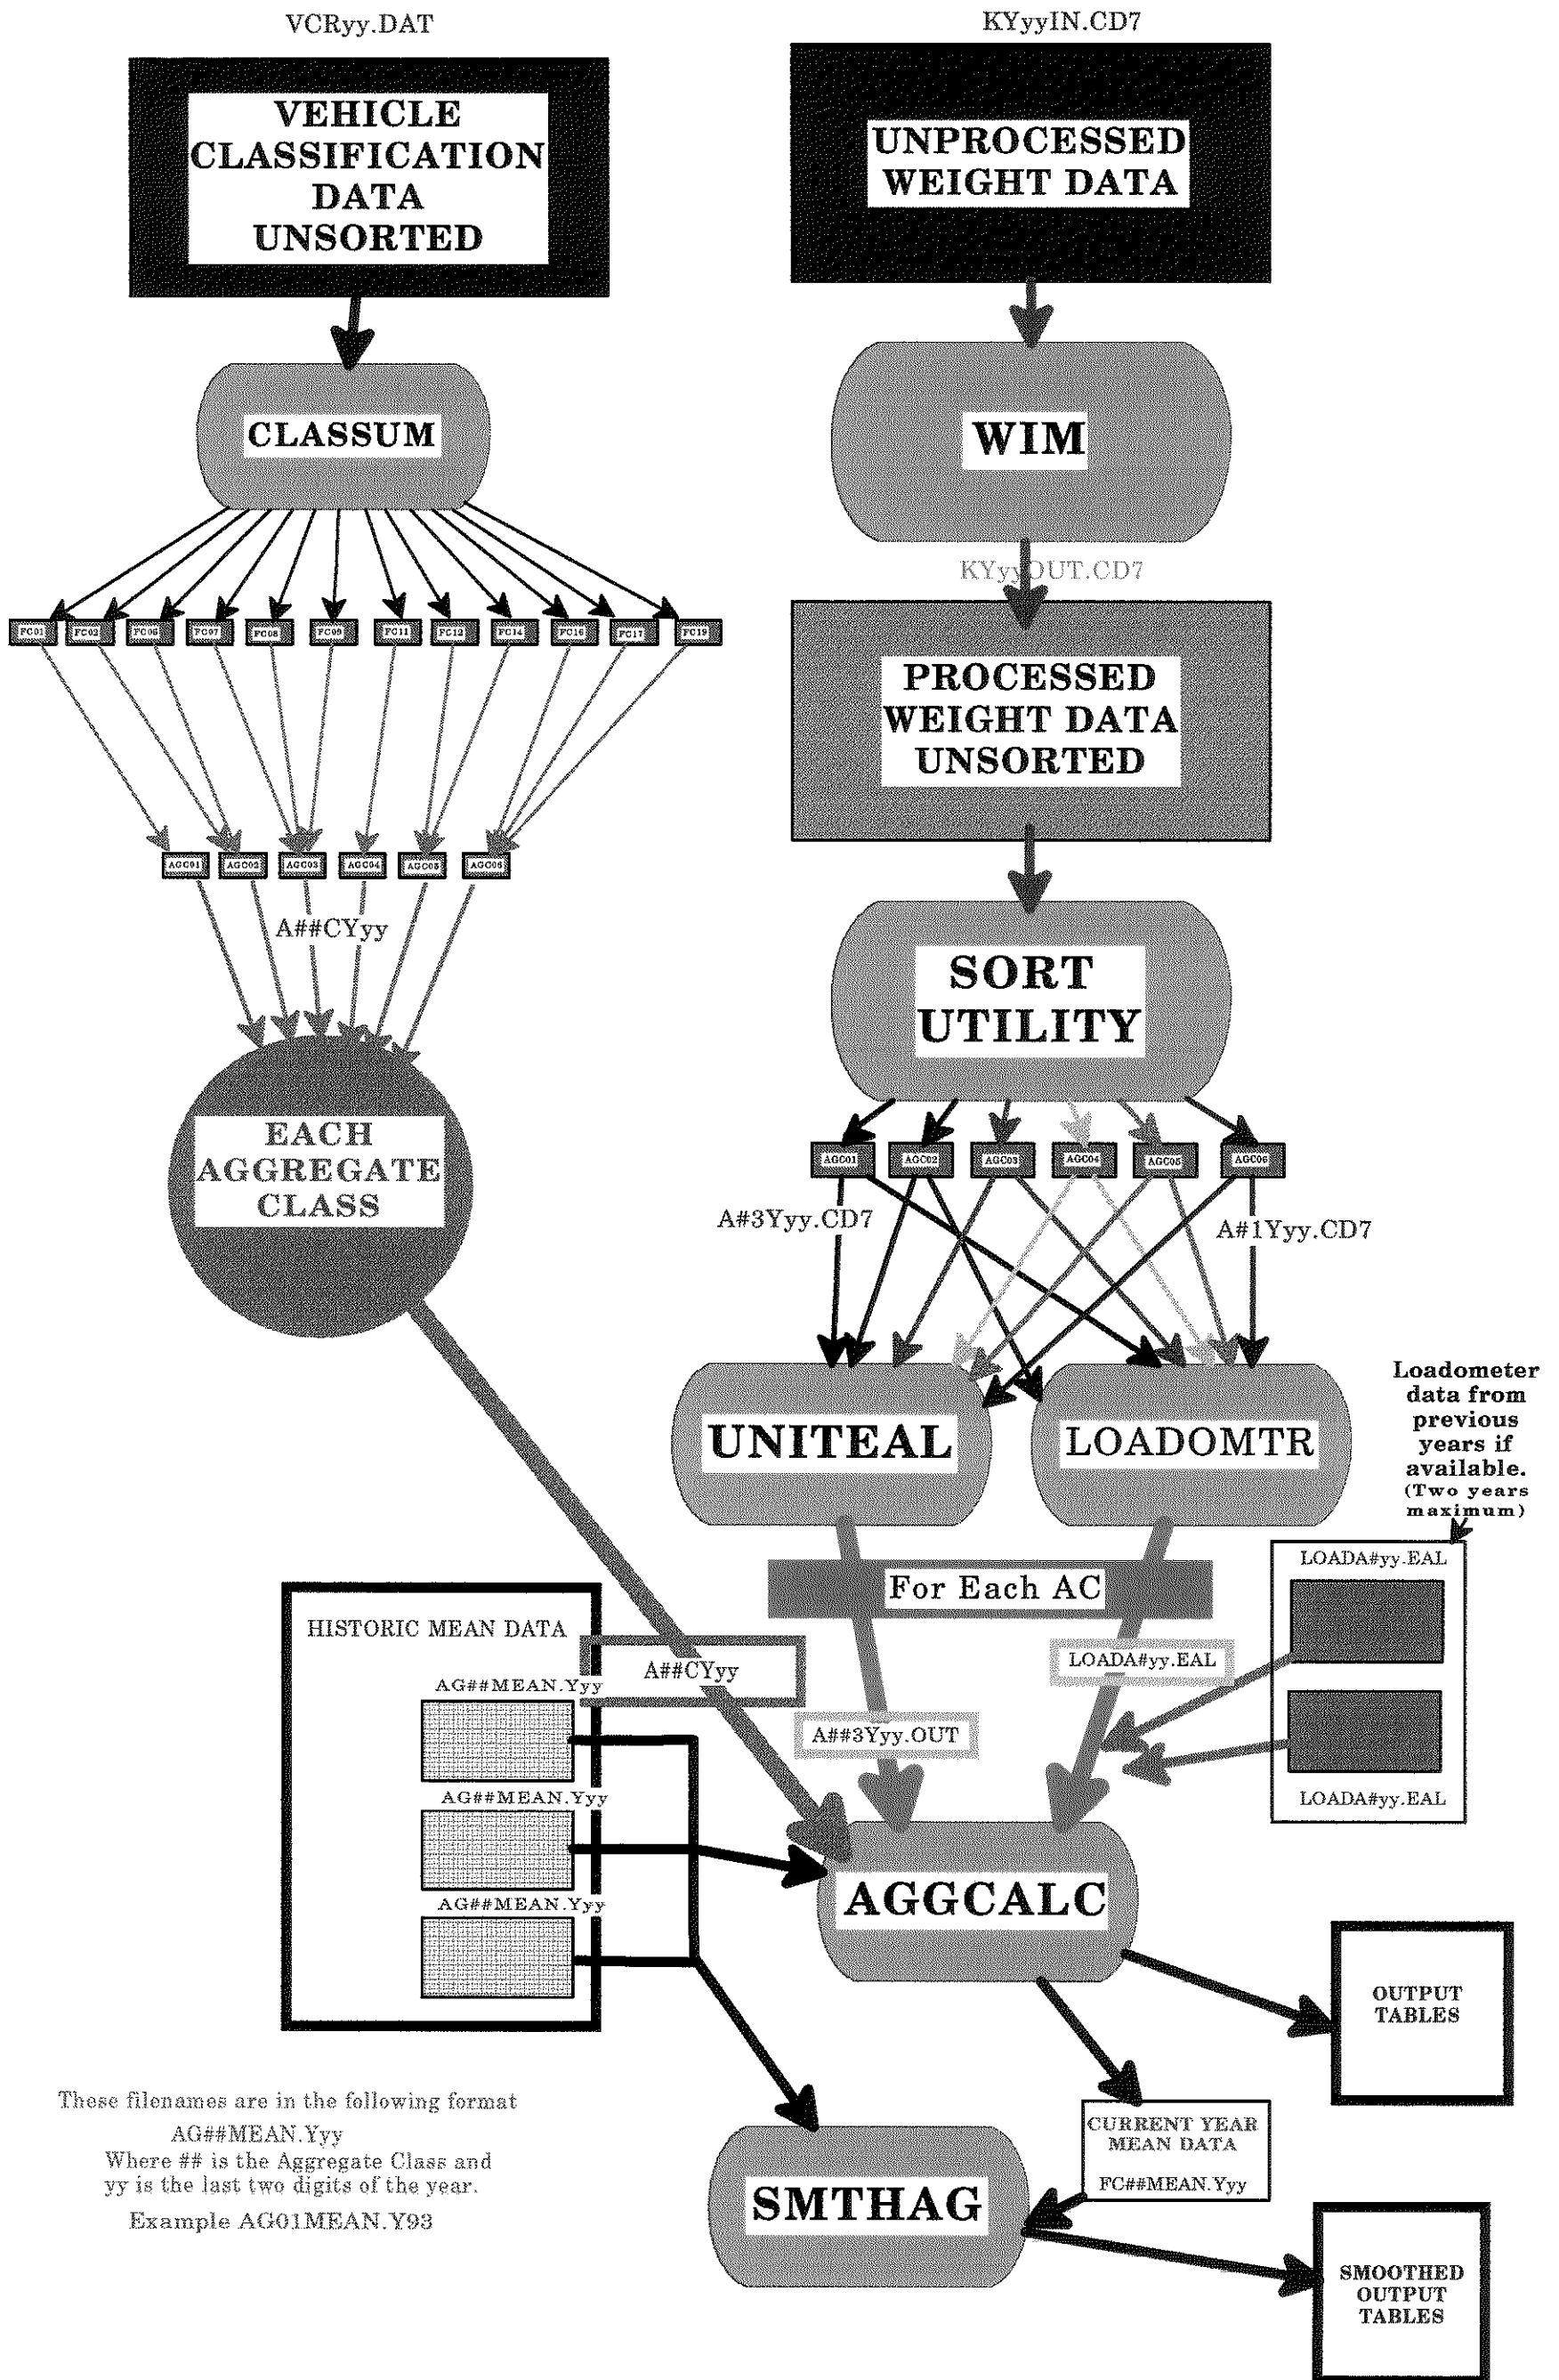 VCRyy.DAT
KYyyIN.CD7
VEHICLE
CLASSIFICATION
DATA
UNSORTED
UNPROCESSED
WEIGHT DATA
CLASSUM
WIM
KYyyOUT.CD7
FC01
FC02
FC06
FC07
FC08
FC09
FC11
FC12
FC14
FC16
FC17
FC19
PROCESSED
WEIGHT DATA
UNSORTED
AGC01
AGC02
AGC03
AGC04
AGC05
AGC06
A##CYyy
SORT
UTILITY
EACH
AGGREGATE
CLASS
AGC01
AGC02
AGC03
AGC04
AGC05
AGC06
A#3Yyy.CD7
A#1Yyy.CD7
UNITEAL
LOADOMTR
Loadometer
data from
previous
years if
available.
(Two years
maximum)
LOADA#yy.EAL
For Each AC
HISTORIC MEAN DATA
A##CYyy
LOADA#yy.EAL
AG##MEAN.Yyy
A##3Yyy.OUT
LOADA#yy.EAL
AG##MEAN.Yyy
AGGCALC
AG##MEAN.Yyy
OUTPUT
TABLES
These filenames are in the following format
AG##MEAN.Yyy
Where ## is the Aggregate Class and
yy is the last two digits of the year.
Example AG01MEAN.Y93
CURRENT YEAR
MEAN DATA
FC##MEAN.Yyy
SMTHAG
SMOOTHED
OUTPUT
TABLES